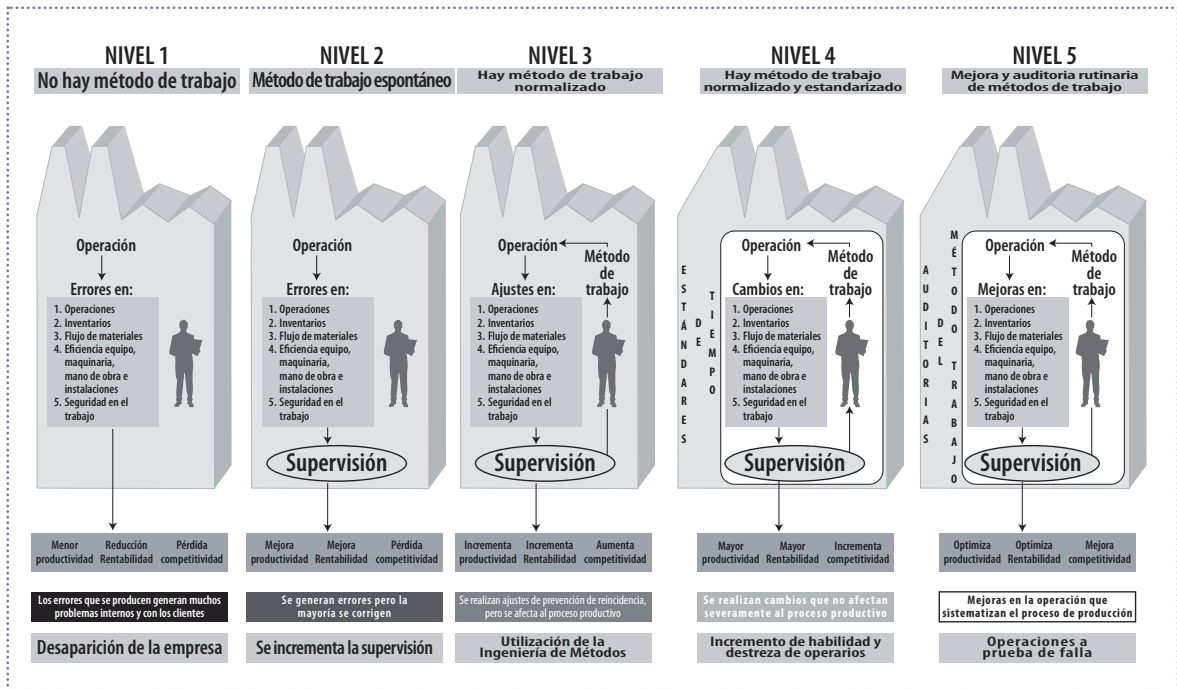 NIVEL 1
No hay método de trabajo
Operación
Errores en:
1. Operaciones
2. Inventarios
3. Flujo de materiales
4. Eficiencia equipo,
maquinaria,
mano de obra e
instalaciones
5. Seguridad en el
trabajo
Menor
productividad
Reducción
Rentabilidad
Pérdida
competitividad
Los errores que se producen generan muchos
problemas internos y con los clientes
Desaparición de la empresa
NIVEL 2
Método de trabajo espontáneo
Operación
Errores en:
1. Operaciones
2. Inventarios
3. Flujo de materiales
4. Eficiencia equipo,
maquinaria,
mano de obra e
instalaciones
5. Seguridad en el
trabajo
Supervisión
Mejora
productividad
Mejora
Rentabilidad
Pérdida
competitividad
Se generan errores pero la
mayoría se corrigen
Se incrementa la supervisión
NIVEL 3
Hay método de trabajo
normalizado
Operación
Método
de
trabajo
Ajustes en:
1. Operaciones
2. Inventarios
3. Flujo de materiales
4. Eficiencia equipo,
maquinaria,
mano de obra e
instalaciones
5. Seguridad en el
trabajo
Supervisión
Incrementa
productividad
Incrementa
Rentabilidad
Aumenta
competitividad
Se realizan ajustes de prevención de reincidencia,
pero se afecta al proceso productivo
Utilización de la
Ingeniería de Métodos
NIVEL 4
Hay método de trabajo
normalizado y estandarizado
ESTÁNDARES
DE
TIEMPO
Operación
Método
de
trabajo
Cambios en:
1. Operaciones
2. Inventarios
3. Flujo de materiales
4. Eficiencia equipo,
maquinaria,
mano de obra e
instalaciones
5. Seguridad en el
trabajo
Supervisión
Mayor
productividad
Mayor
Rentabilidad
Incrementa
competitividad
Se realizan cambios que no afectan
severamente al proceso productivo
Incremento de habilidad y
destreza de operarios
NIVEL 5
Mejora y auditoria rutinaria
de métodos de trabajo
AUDITORIAS
DEL
MÉTODO TRABAJO
Operación
Método
de
trabajo
Mejoras en:
1. Operaciones
2. Inventarios
3. Flujo de materiales
4. Eficiencia equipo,
maquinaria,
mano de obra e
instalaciones
5. Seguridad en el
trabajo
Supervisión
Optimiza
productividad
Optimiza
Rentabilidad
Mejora
competitividad
Mejoras en la operación que
sistematizan el proceso de producción
Operaciones a
prueba de falla